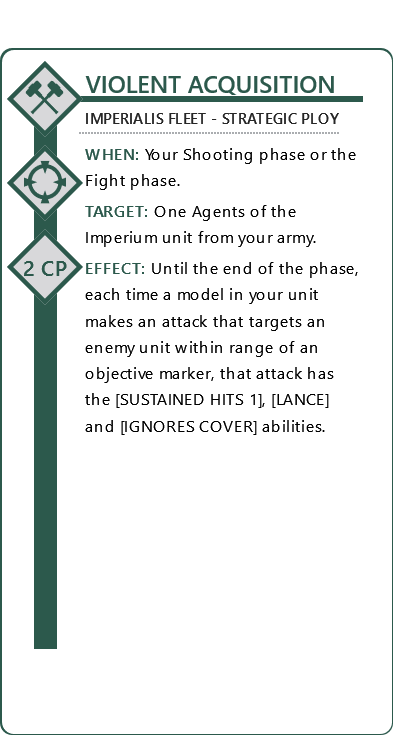 VIOLENT ACQUISITION
IMPERIALIS FLEET - STRATEGIC PLOY
WHEN: Your Shooting phase or the
Fight phase.
TARGET: One Agents of the
Imperium unit from your army.
2 CP
EFFECT: Until the end of the phase,
each time a model in your unit
makes an attack that targets an
enemy unit within range of an
objective marker, that attack has
the [SUSTAINED HITS 1], [LANCE]
and [IGNORES COVER] abilities.